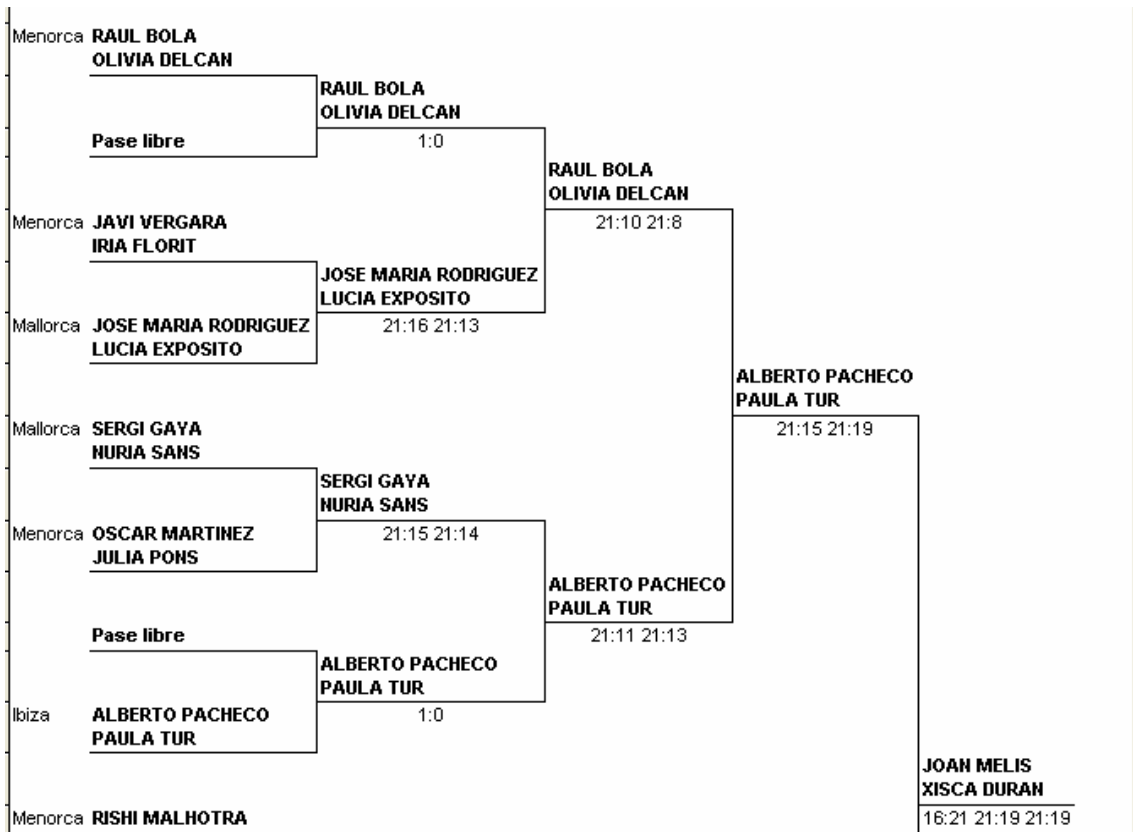 Menorca RAUL BOLA
OLIVIA DELCAN
RAUL BOLA
OLIVIA DELCAN
Pase libre
1:0
RAUL BOLA
OLIVIA DELCAN
21:10 21:8
Menorca JAVI VERGARA
IRIA FLORIT
JOSE MARIA RODRIGUEZ
LUCIA EXPOSITO
21:16 21:13
Mallorca JOSE MARIA RODRIGUEZ
LUCIA EXPOSITO
ALBERTO PACHECO
PAULA TUR
21:15 21:19
Mallorca SERGI GAYA
NURIA SANS
SERGI GAYA
NURIA SANS
21:15 21:14
Menorca OSCAR MARTINEZ
JULIA PONS
ALBERTO PACHECO
PAULA TUR
21:11 21:13
Pase libre
ALBERTO PACHECO
PAULA TUR
1:0
Ibiza ALBERTO PACHECO
PAULA TUR
JOAN MELIS
XISCA DURAN
16:21 21:19 21:19
Menorca RISHI MALHOTRA